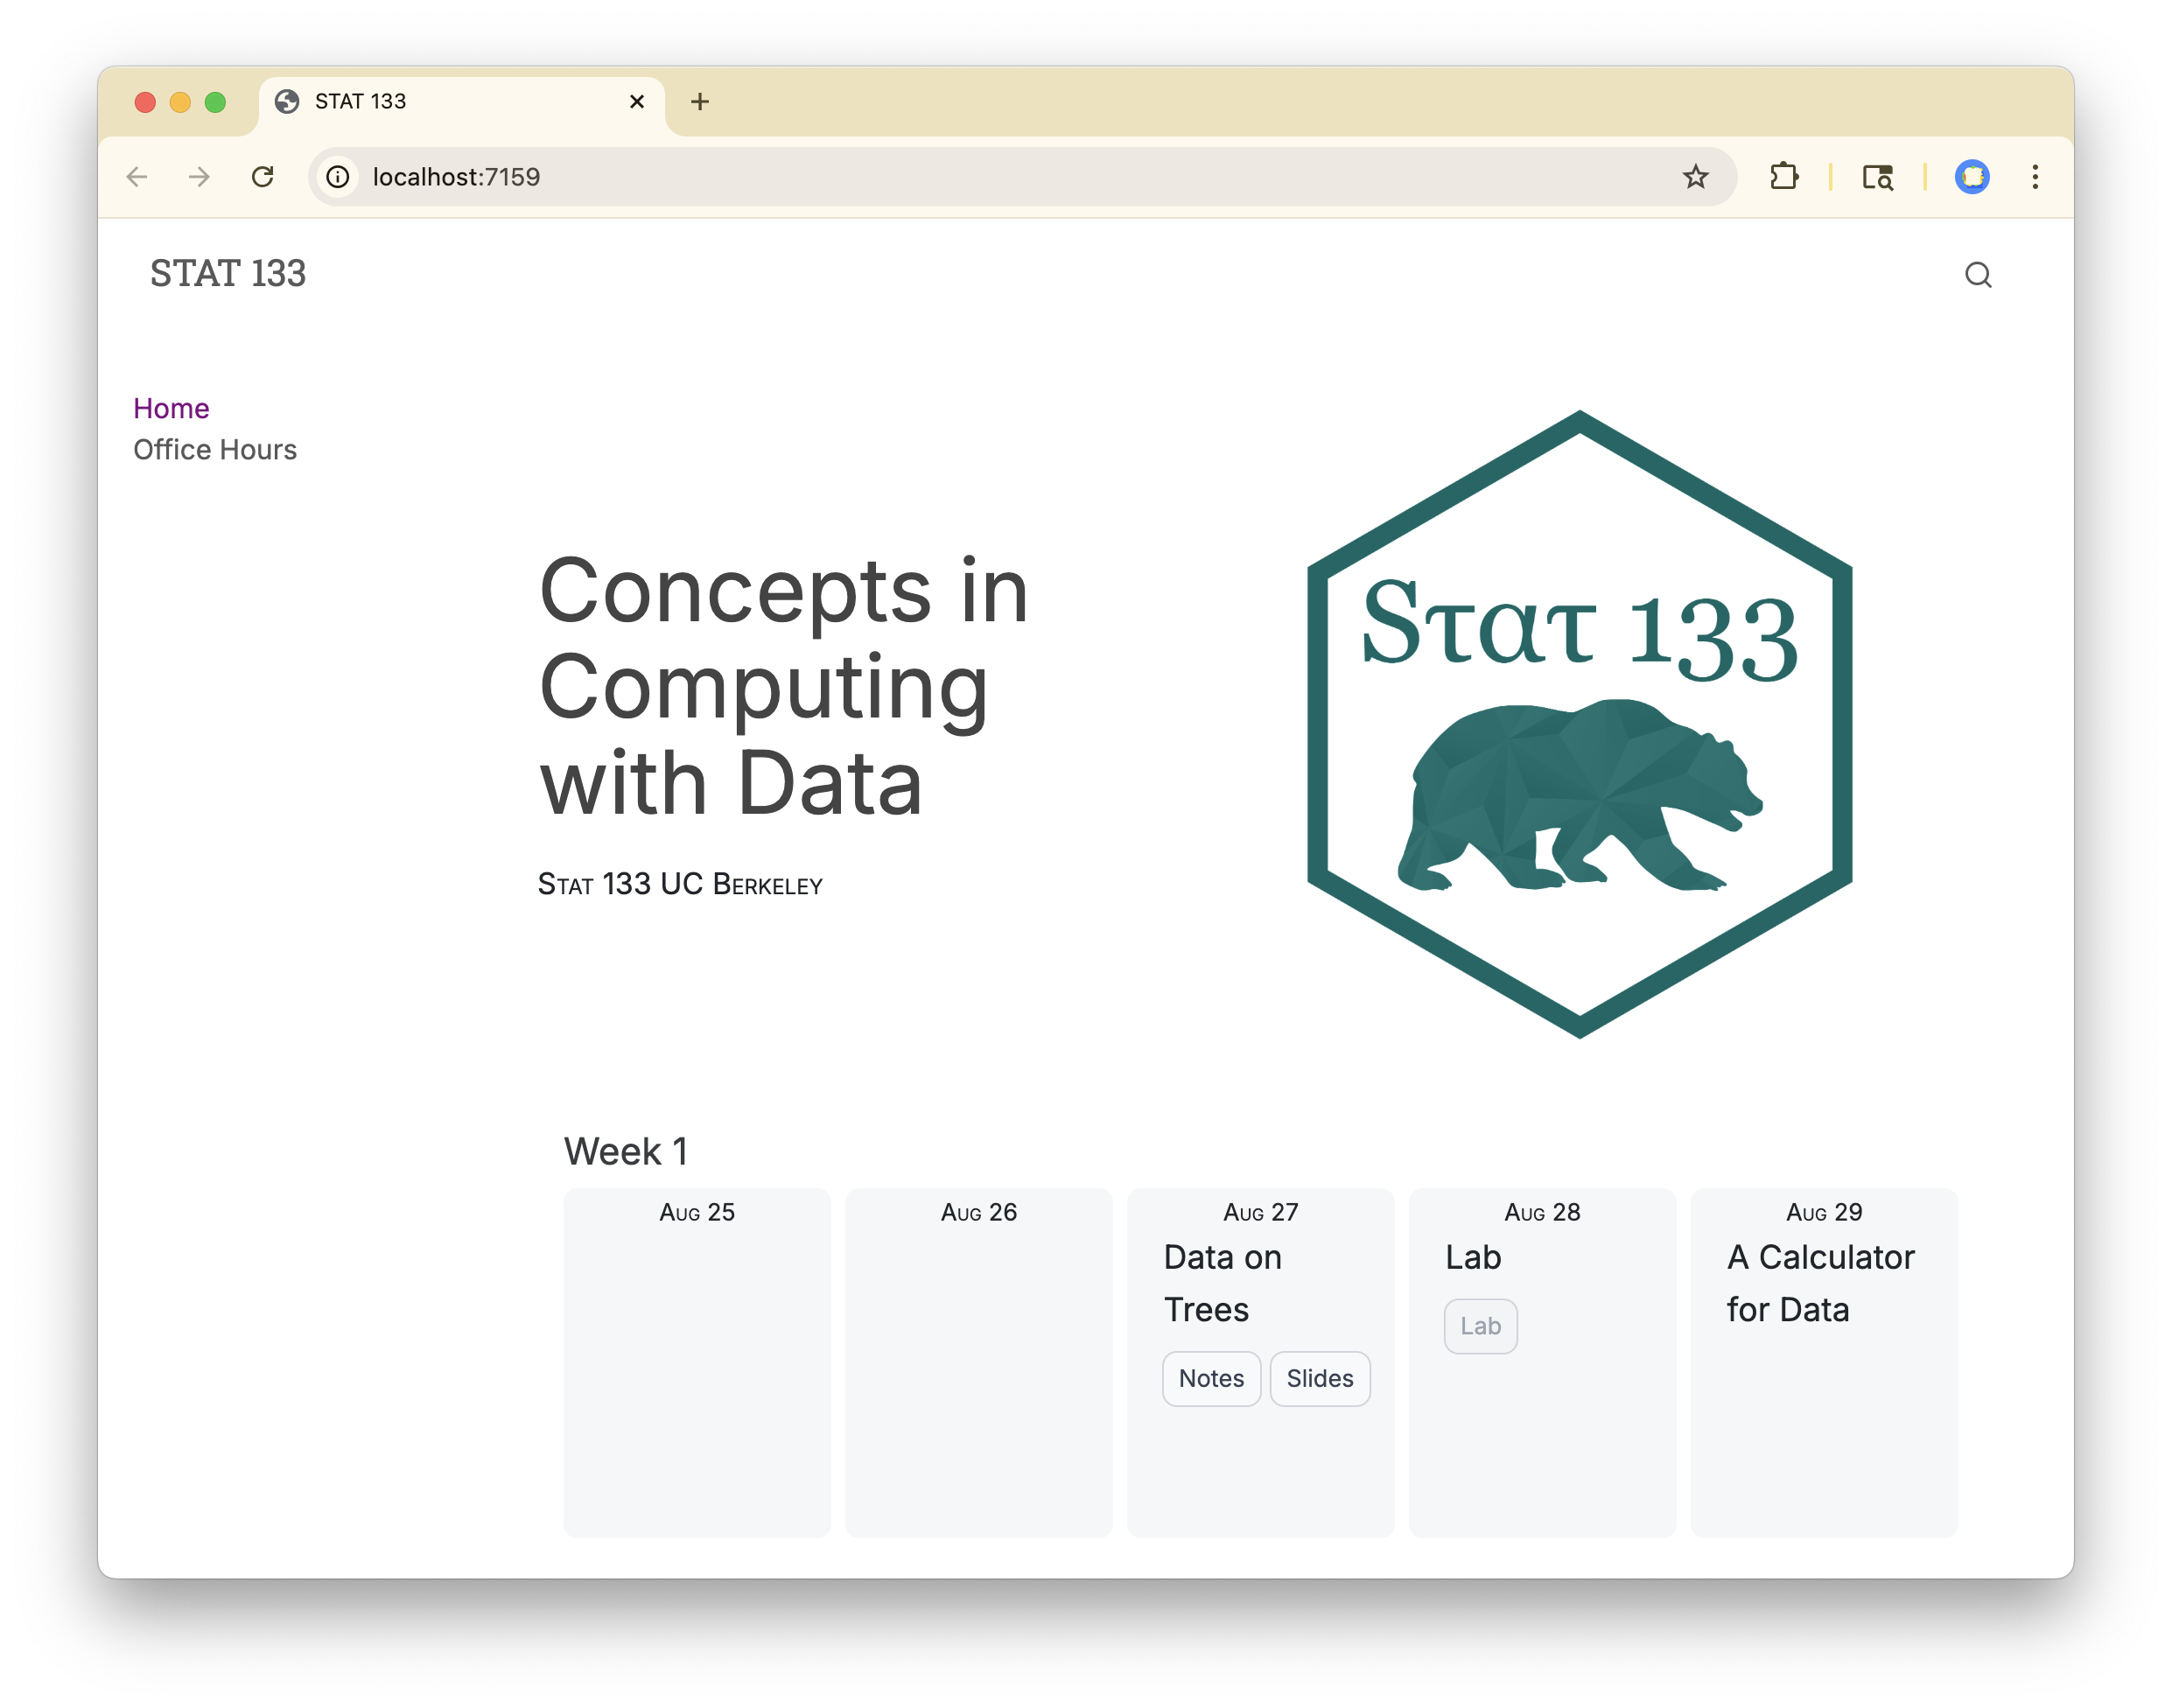 STAT 133
localhost:7159
STAT 133
Home
Office Hours
Concepts in
Computing
with Data
Stat 133 UC Berkeley
Sτατ 133
Week 1
Aug 25
Aug 26
Aug 27
Data on
Trees
Notes
Slides
Aug 28
Lab
Lab
Aug 29
A Calculator
for Data